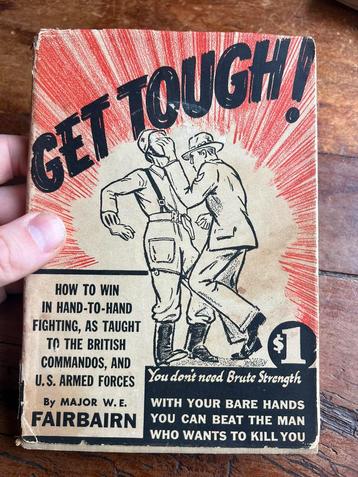 GET TOUGH!
HOW TO WIN
IN HAND-TO-HAND
FIGHTING, AS TAUGHT
TO THE BRITISH
COMMANDOS, AND
U.S. ARMED FORCES
By MAJOR W. E.
FAIRBAIRN
$1
You don't need Brute Strength
WITH YOUR BARE HANDS
YOU CAN BEAT THE MAN
WHO WANTS TO KILL YOU